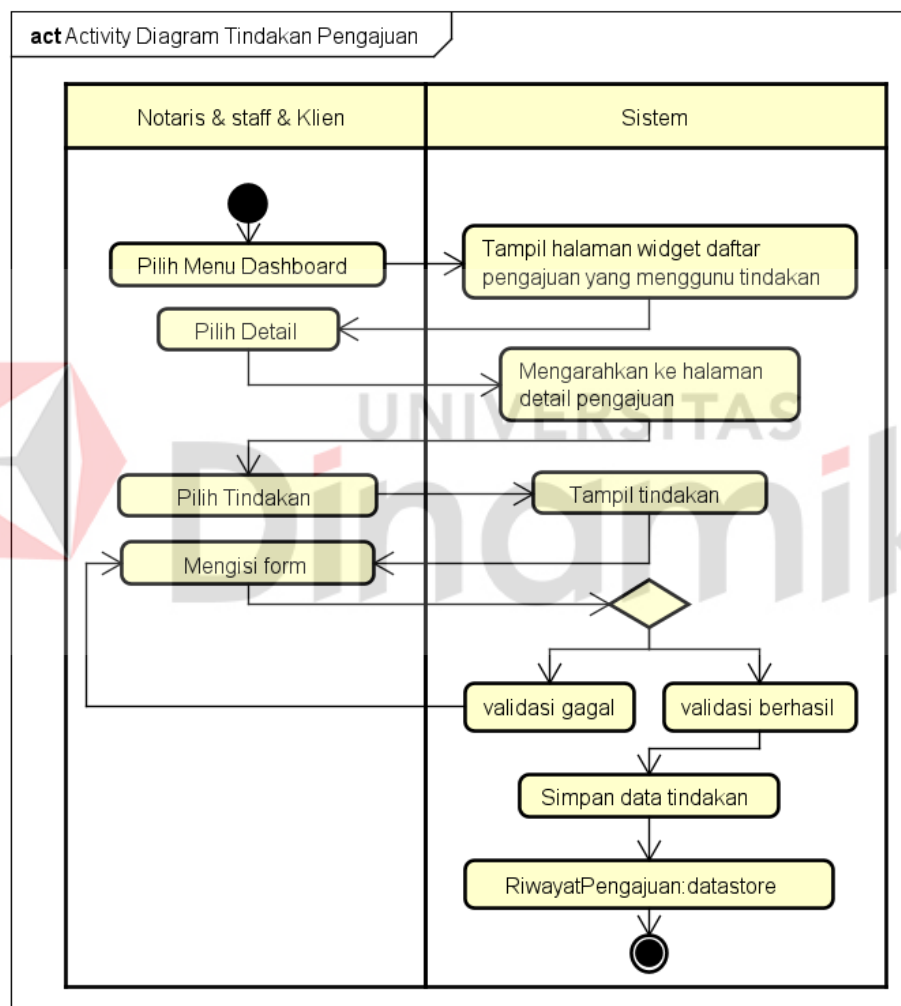 act Activity Diagram Tindakan Pengajuan
Notaris & staff & Klien
Sistem
Pilih Menu Dashboard
Tampil halaman widget daftar
pengajuan yang menggunu tindakan
Pilih Detail
Mengarahkan ke halaman
detail pengajuan
UNIVERSITAS
Dinamik
Pilih Tindakan
Tampil tindakan
Mengisi form
validasi gagal
validasi berhasil
Simpan data tindakan
RiwayatPengajuan:datastore